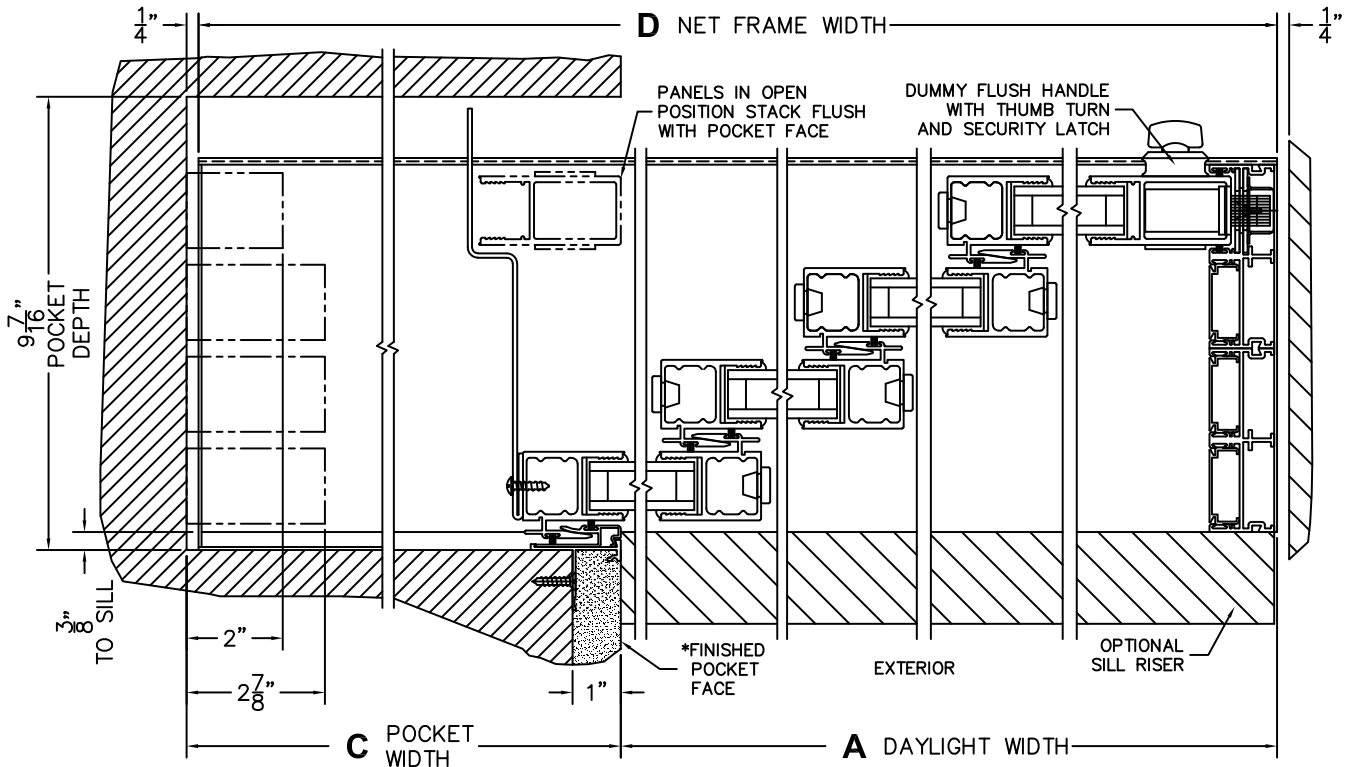 1/4"
D NET FRAME WIDTH
1/4"
PANELS IN OPEN
POSITION STACK FLUSH
WITH POCKET FACE
DUMMY FLUSH HANDLE
WITH THUMB TURN
AND SECURITY LATCH
9 7/16"
POCKET
DEPTH
3/8"
TO SILL
2"
2 7/8"
1"
*FINISHED
POCKET
FACE
EXTERIOR
OPTIONAL
SILL RISER
C POCKET
WIDTH
A DAYLIGHT WIDTH